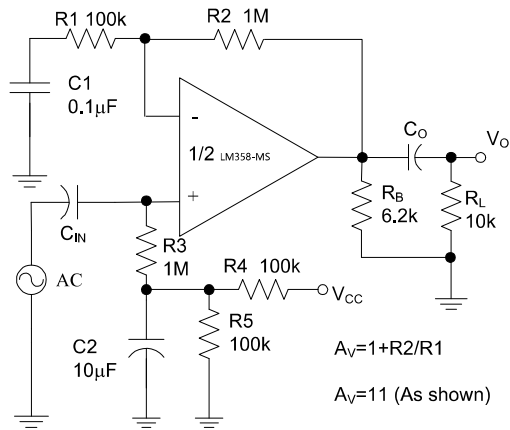 R1 100k
R2 1M
C1
0.1µF
-
1/2 LM358-MS
+
CO
VO
RB
6.2k
RL
10k
CIN
R3
1M
R4 100k
VCC
AC
C2
10µF
R5
100k
AV=1+R2/R1
AV=11 (As shown)